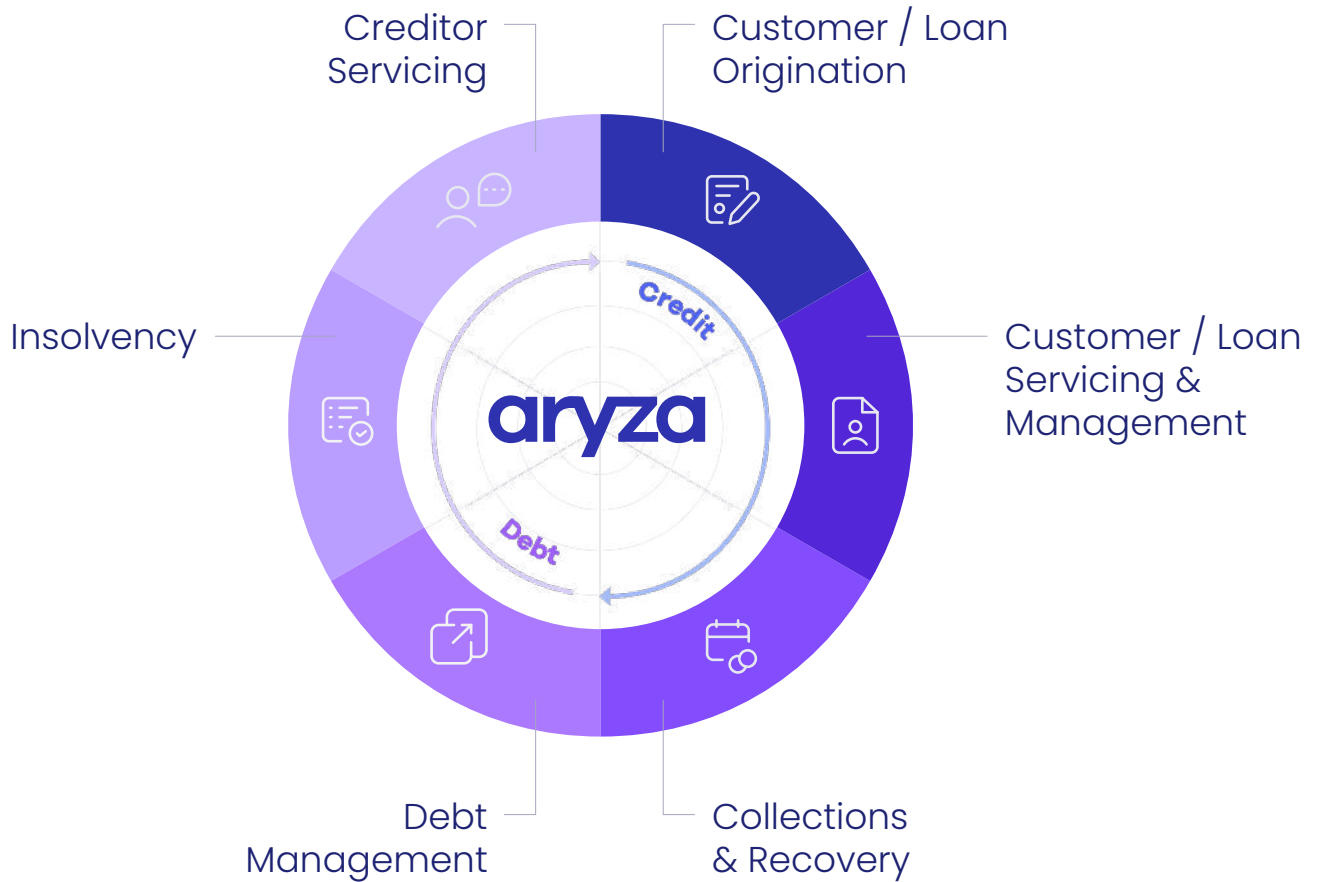 Creditor
Servicing
Customer / Loan
Origination
Insolvency
Customer / Loan
Servicing &
Management
Credit
aryza
Debt
Debt
Management
Collections
& Recovery